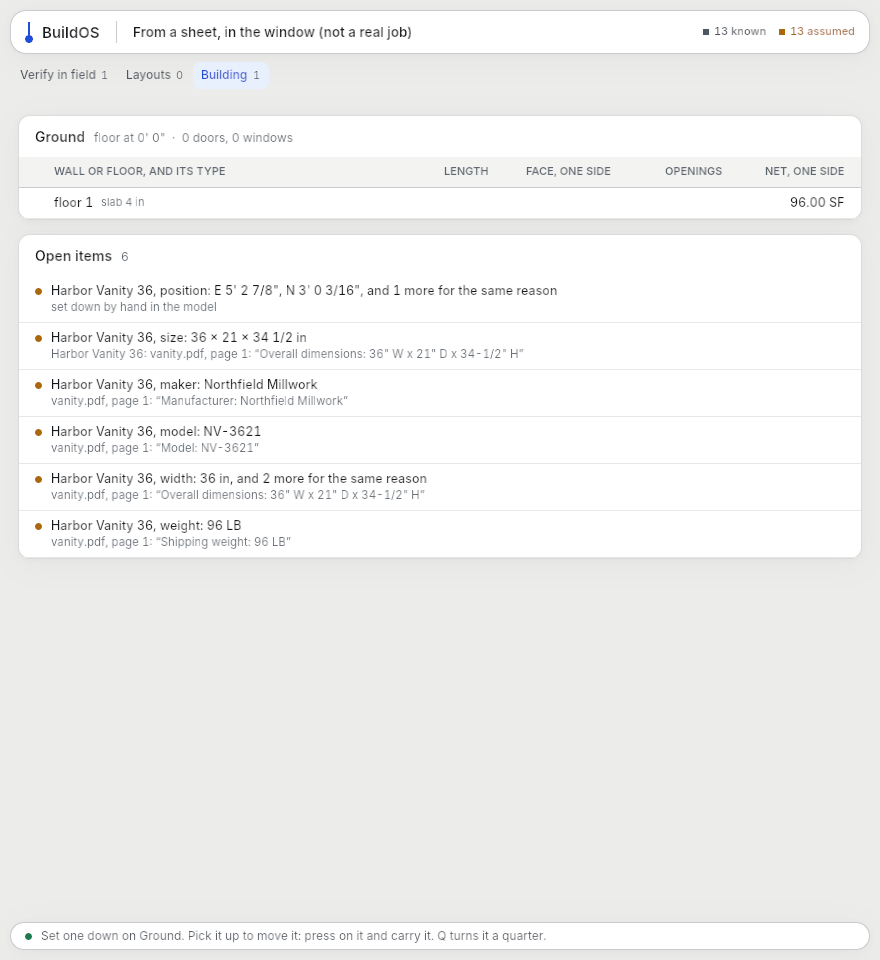 BuildOS
From a sheet, in the window (not a real job)
13 known
13 assumed
Verify in field 1
Layouts 0
Building 1
Ground floor at 0' 0" · 0 doors, 0 windows
WALL OR FLOOR, AND ITS TYPE LENGTH FACE, ONE SIDE OPENINGS NET, ONE SIDE
floor 1 slab 4 in 96.00 SF
Open items 6
Harbor Vanity 36, position: E 5' 2 7/8", N 3' 0 3/16", and 1 more for the same reason
set down by hand in the model
Harbor Vanity 36, size: 36 × 21 × 34 1/2 in
Harbor Vanity 36: vanity.pdf, page 1: “Overall dimensions: 36" W x 21" D x 34-1/2" H”
Harbor Vanity 36, maker: Northfield Millwork
vanity.pdf, page 1: “Manufacturer: Northfield Millwork”
Harbor Vanity 36, model: NV-3621
vanity.pdf, page 1: “Model: NV-3621”
Harbor Vanity 36, width: 36 in, and 2 more for the same reason
vanity.pdf, page 1: “Overall dimensions: 36" W x 21" D x 34-1/2" H”
Harbor Vanity 36, weight: 96 LB
vanity.pdf, page 1: “Shipping weight: 96 LB”
Set one down on Ground. Pick it up to move it: press on it and carry it. Q turns it a quarter.